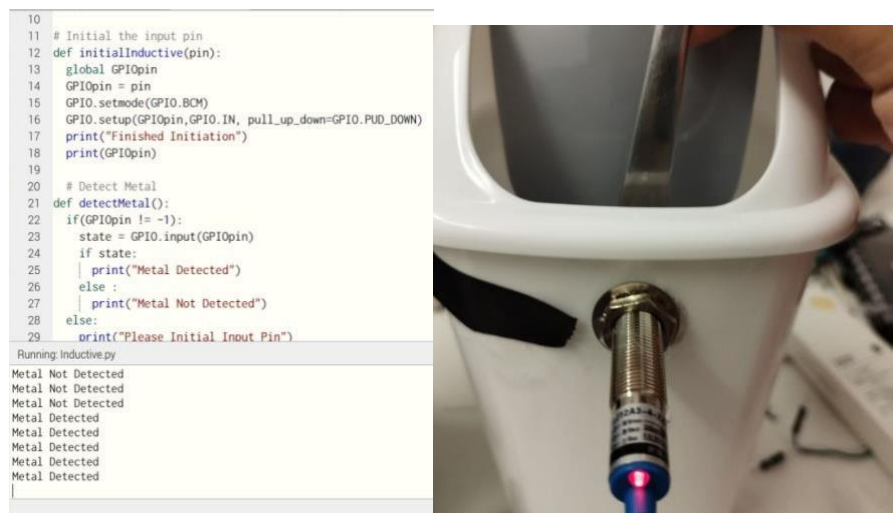 10
11 # Initial the input pin
12 def initialInductive(pin):
13 global GPIOpin
14 GPIOpin = pin
15 GPIO.setmode(GPIO.BCM)
16 GPIO.setup(GPIOpin,GPIO.IN, pull_up_down=GPIO.PUD_DOWN)
17 print("Finished Initiation")
18 print(GPIOpin)
19
20 # Detect Metal
21 def detectMetal():
22 if(GPIOpin != -1):
23 state = GPIO.input(GPIOpin)
24 if state:
25 print("Metal Detected")
26 else :
27 print("Metal Not Detected")
28 else:
29 print("Please Initial Input Pin")
Running: Inductive.py
Metal Not Detected
Metal Not Detected
Metal Not Detected
Metal Detected
Metal Detected
Metal Detected
Metal Detected
Metal Detected